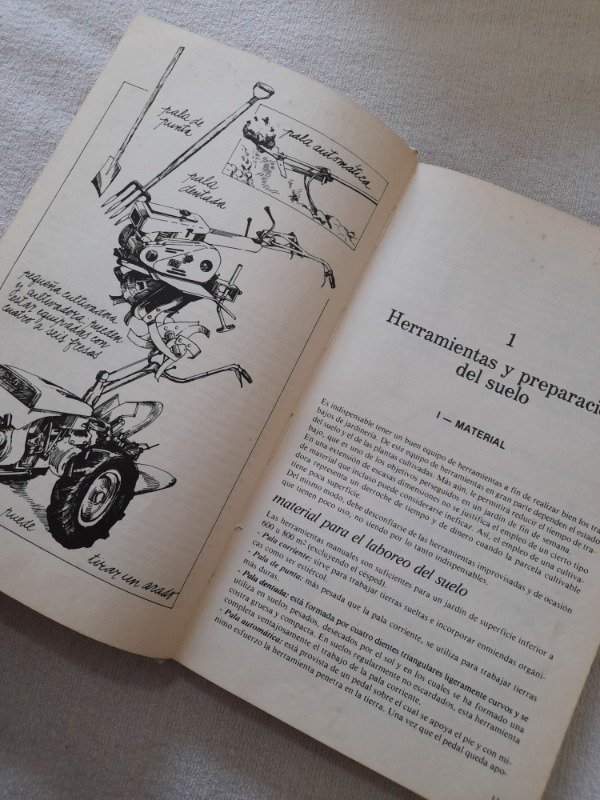 pala de
punta
pala automática
pala
dentada
pequeña cultivadora
y cultivadora pueden
estar equipadas con
cuatro a seis fresas
puede
tirar un arado
1
Herramientas y preparació
del suelo
I — MATERIAL
Es indispensable tener un buen equipo de herramientas a fin de realizar bien los tra-
bajos de jardinería. De este equipo de herramientas en gran parte dependen el estado
del suelo y el de las plantas cultivadas. Más aún, le permitirá reducir el tiempo de tra-
bajo, que es uno de los objetivos perseguidos en un jardín de fin de semana.
En una extensión de escasas dimensiones no se justifica el empleo de un cierto tipo
de material que incluso puede considerarse ineficaz. Así, el empleo de una cultiva-
dora representa un derroche de tiempo y de dinero cuando la parcela cultivable
tiene poca superficie.
Del mismo modo, debe desconfiarse de las herramientas improvisadas y de ocasión
que tienen poco uso, no siendo por lo tanto indispensables.
material para el laboreo del suelo
Las herramientas manuales son suficientes para un jardín de superficie inferior a
600 u 800 m² (excluyendo el césped).
- Pala corriente: sirve para trabajar tierras sueltas e incorporar enmiendas orgáni-
cas como ser estiércol.
- Pala de punta: más pesada que la pala corriente, se utiliza para trabajar tierras
más duras.
- Pala dentada: está formada por cuatro dientes triangulares ligeramente curvos y se
utiliza en suelos pesados, desecados por el sol y en los cuales se ha formado una
costra gruesa y compacta. En suelos regularmente no escardados, esta herramienta
completa ventajosamente el trabajo de la pala corriente.
- Pala automática: está provista de un pedal sobre el cual se apoya el pie y con mí-
nimo esfuerzo la herramienta penetra en la tierra. Una vez que el pedal queda apo-